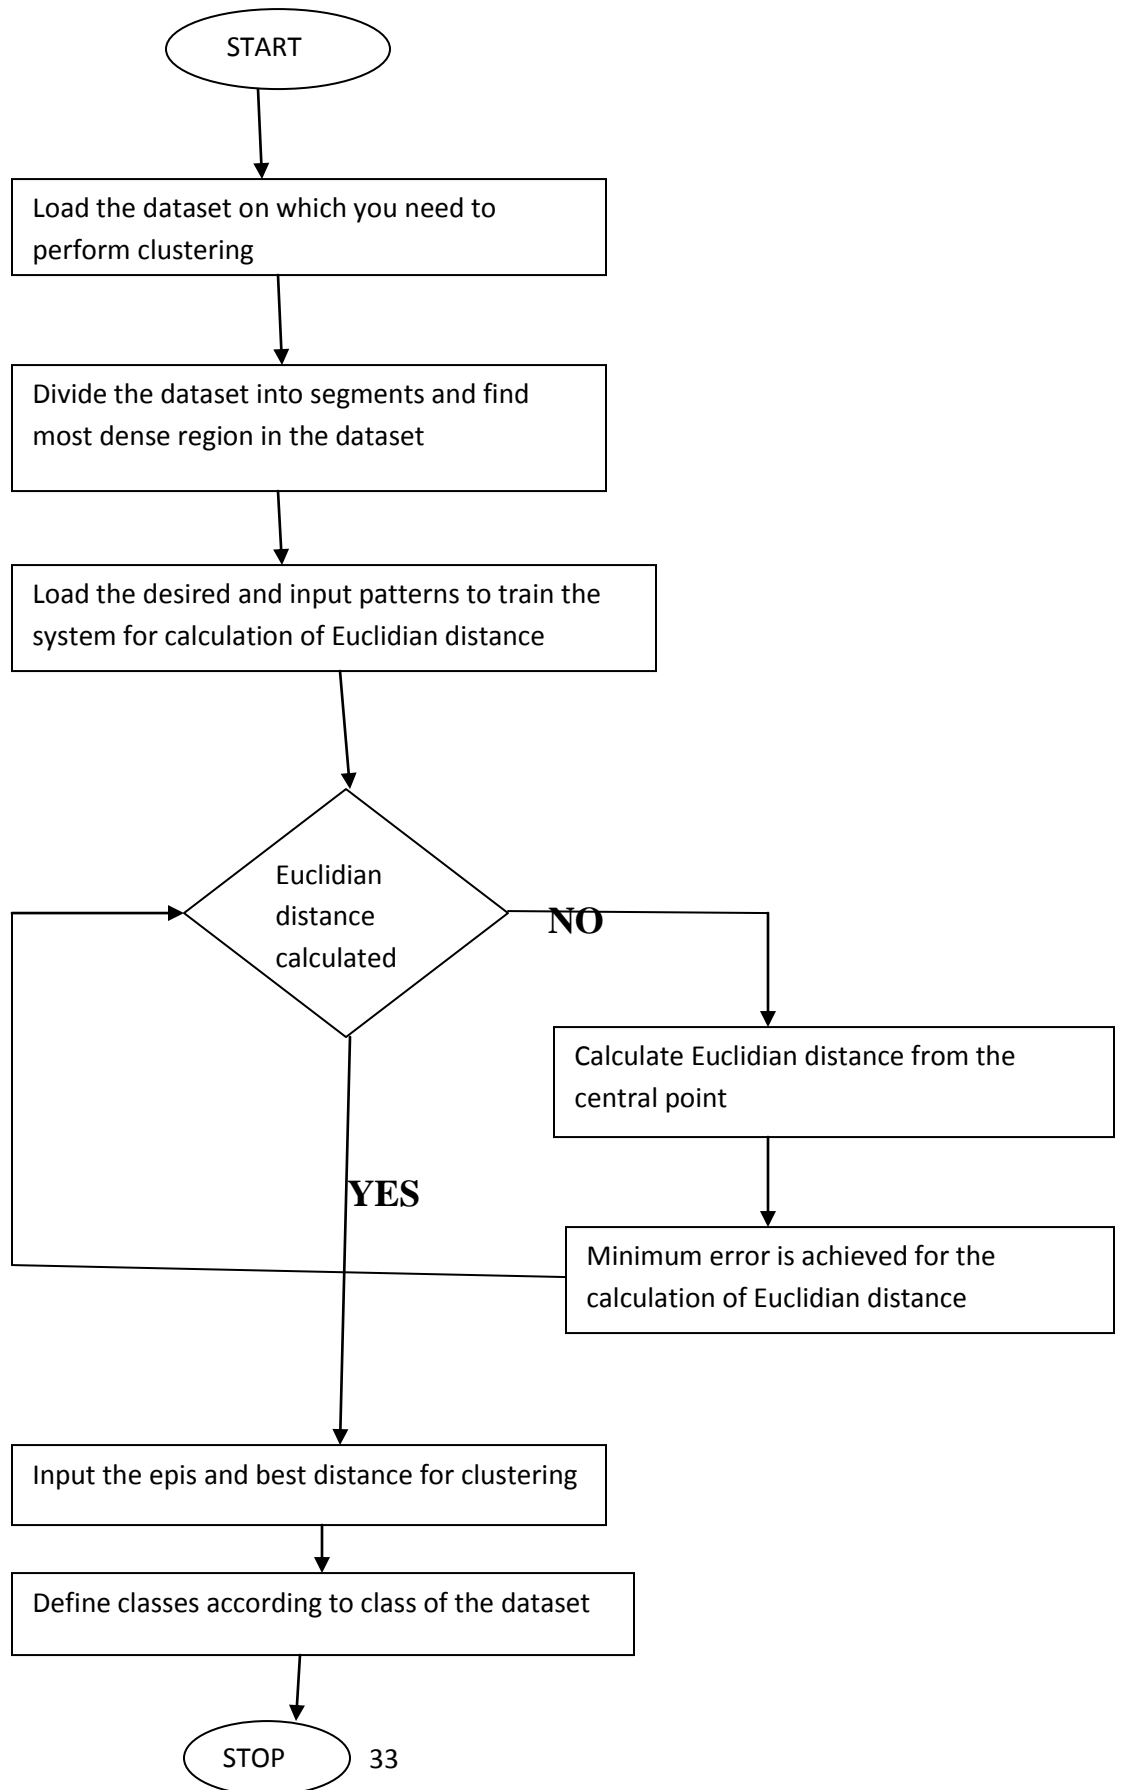 START
Load the dataset on which you need to
perform clustering
Divide the dataset into segments and find
most dense region in the dataset
Load the desired and input patterns to train the
system for calculation of Euclidian distance
Euclidian
distance
calculated
NO
Calculate Euclidian distance from the
central point
YES
Minimum error is achieved for the
calculation of Euclidian distance
Input the epis and best distance for clustering
Define classes according to class of the dataset
STOP
33